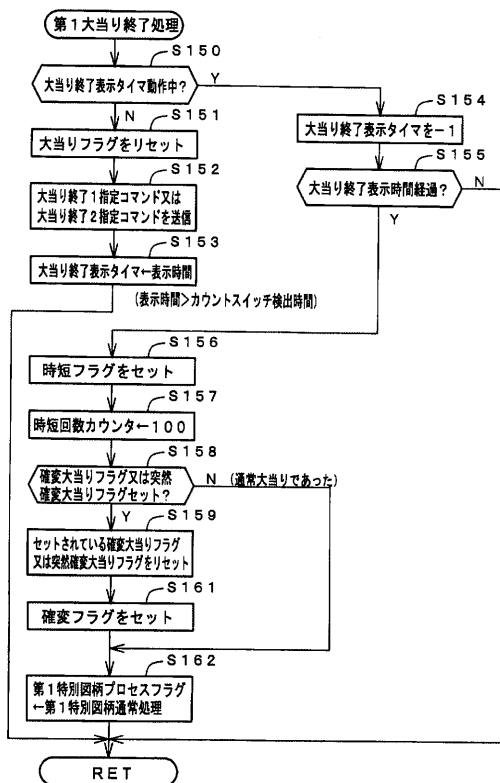 第1大当り終了処理
S150
大当り終了表示タイマ動作中?
Y
N
S151
大当りフラグをリセット
S152
大当り終了1指定コマンド又は
大当り終了2指定コマンドを送信
S153
大当り終了表示タイマ←表示時間
(表示時間>カウントスイッチ検出時間)
S154
大当り終了表示タイマを−1
S155
大当り終了表示時間経過?
N
Y
S156
時短フラグをセット
S157
時短回数カウンタ←100
S158
確変大当りフラグ又は突然
確変大当りフラグセット?
N (通常大当りであった)
Y
S159
セットされている確変大当りフラグ
又は突然確変大当りフラグをリセット
S161
確変フラグをセット
S162
第1特別図柄プロセスフラグ
←第1特別図柄通常処理
RET